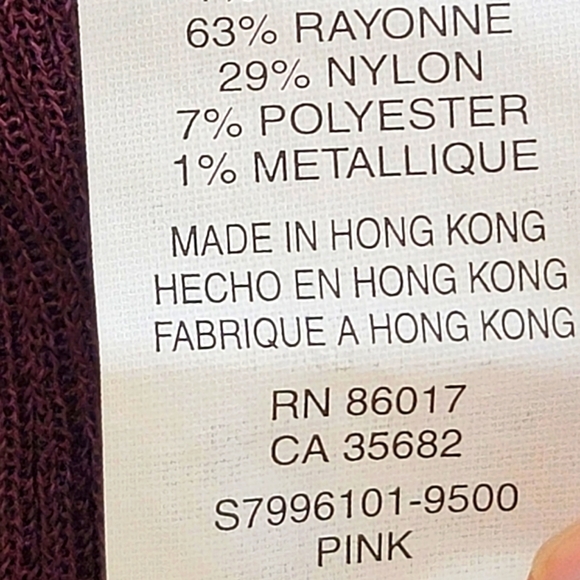 63% RAYONNE
29% NYLON
7% POLYESTER
1% METALLIQUE
MADE IN HONG KONG
HECHO EN HONG KONG
FABRIQUE A HONG KONG
RN 86017
CA 35682
S7996101-9500
PINK